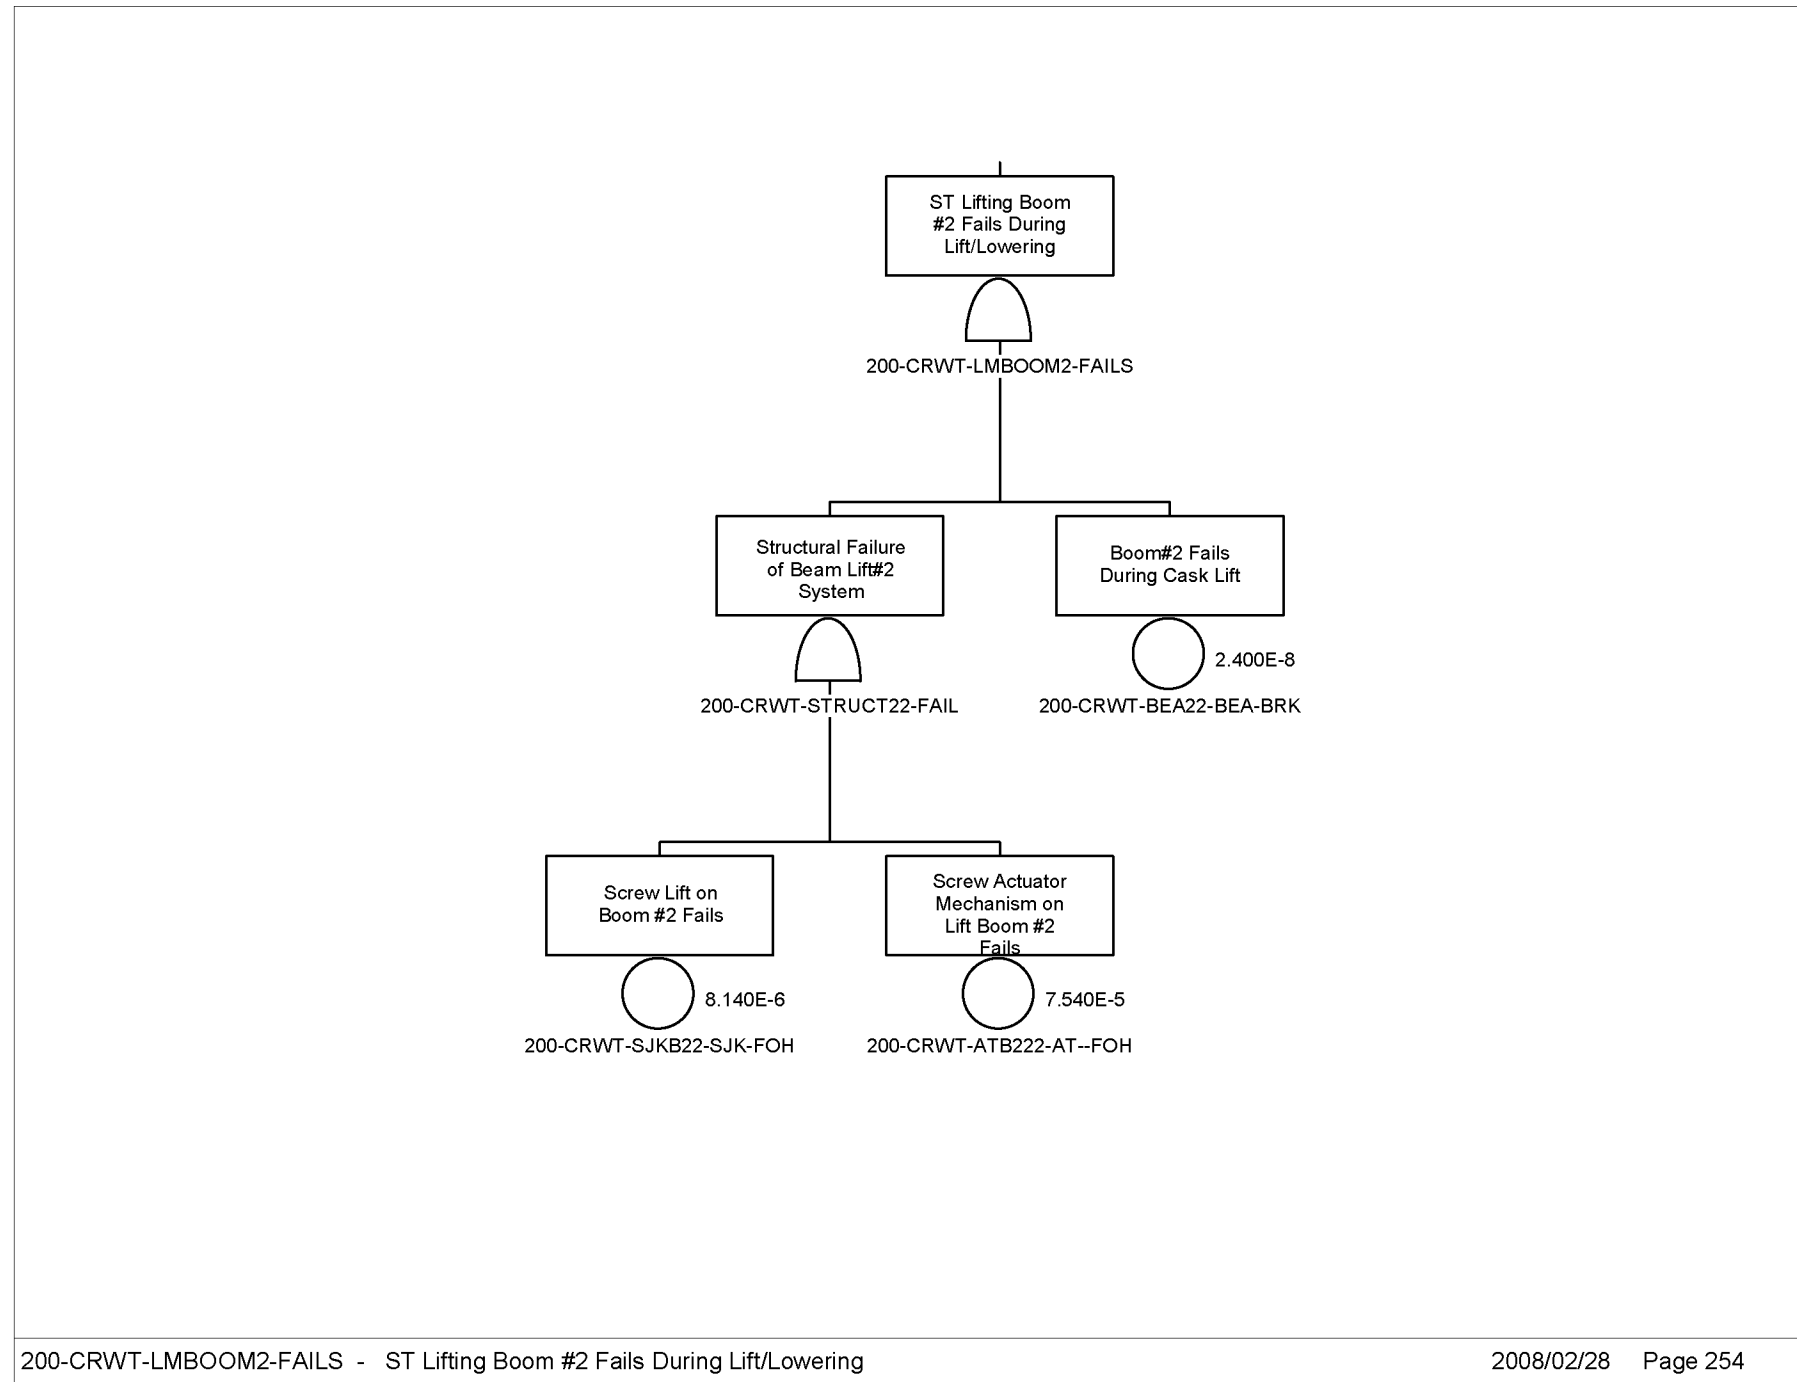 ST Lifting Boom
#2 Fails During
Lift/Lowering
200-CRWT-LMBOOM2-FAILS
Structural Failure
of Beam Lift#2
System
200-CRWT-STRUCT22-FAIL
Boom#2 Fails
During Cask Lift
2.400E-8
200-CRWT-BEA22-BEA-BRK
Screw Lift on
Boom #2 Fails
8.140E-6
200-CRWT-SJKB22-SJK-FOH
Screw Actuator
Mechanism on
Lift Boom #2
Fails
7.540E-5
200-CRWT-ATB222-AT--FOH
200-CRWT-LMBOOM2-FAILS - ST Lifting Boom #2 Fails During Lift/Lowering
2008/02/28 Page 254